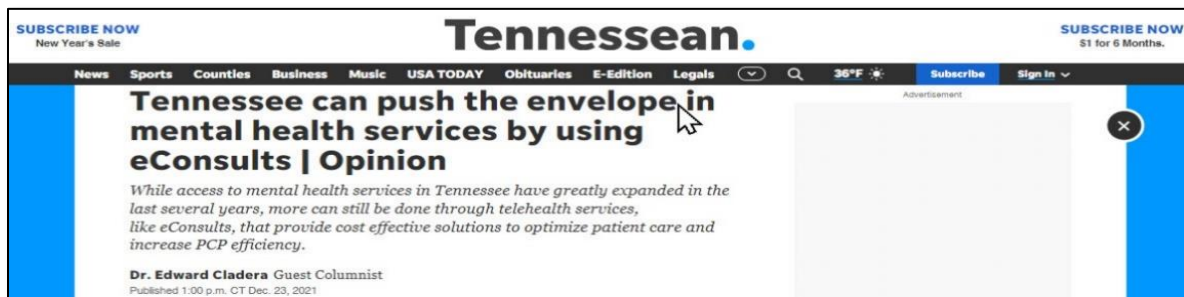 SUBSCRIBE NOW
New Year's Sale
Tennessean.
SUBSCRIBE NOW
$1 for 6 Months.
News Sports Counties Business Music USA TODAY Obituaries E-Edition Legals 36°F Subscribe Sign In
Tennessee can push the envelope in
mental health services by using
eConsults | Opinion
Advertisement
While access to mental health services in Tennessee have greatly expanded in the
last several years, more can still be done through telehealth services,
like eConsults, that provide cost effective solutions to optimize patient care and
increase PCP efficiency.
Dr. Edward Cladera Guest Columnist
Published 1:00 p.m. CT Dec. 23, 2021